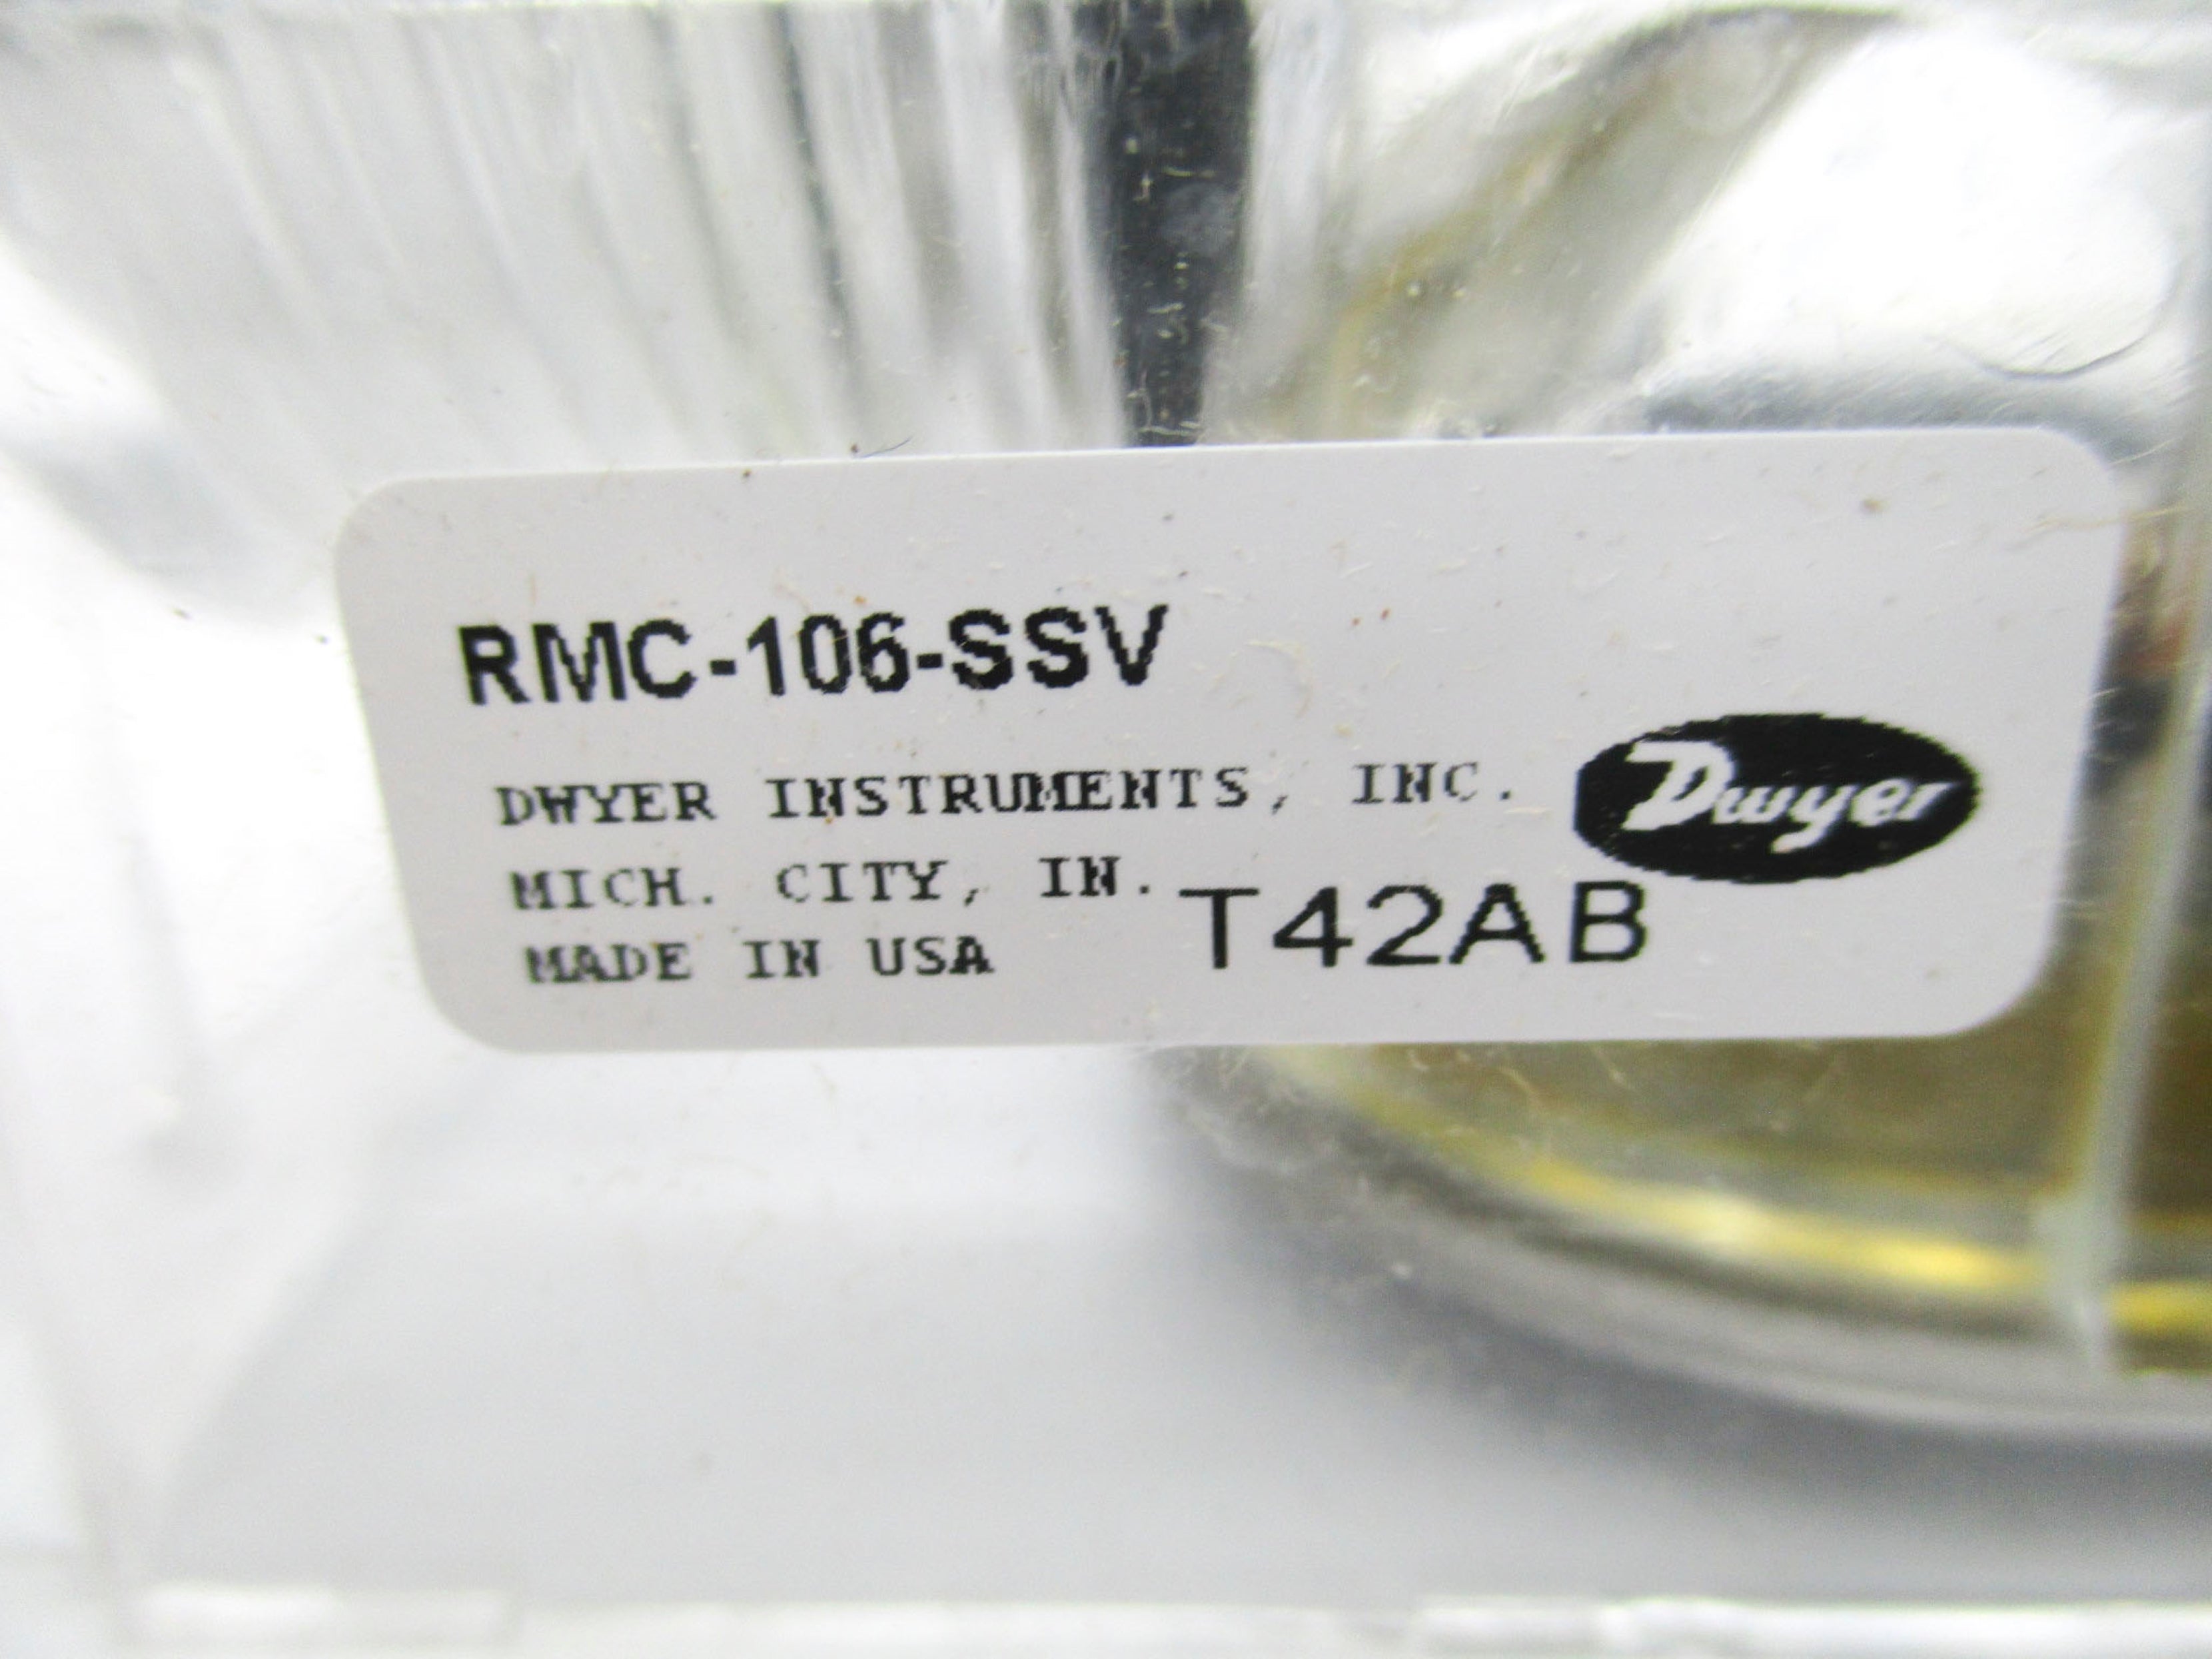 RMC-106-SSV
DWYER INSTRUMENTS, INC.
Dwyer
MICH. CITY, IN.
T42AB
MADE IN USA